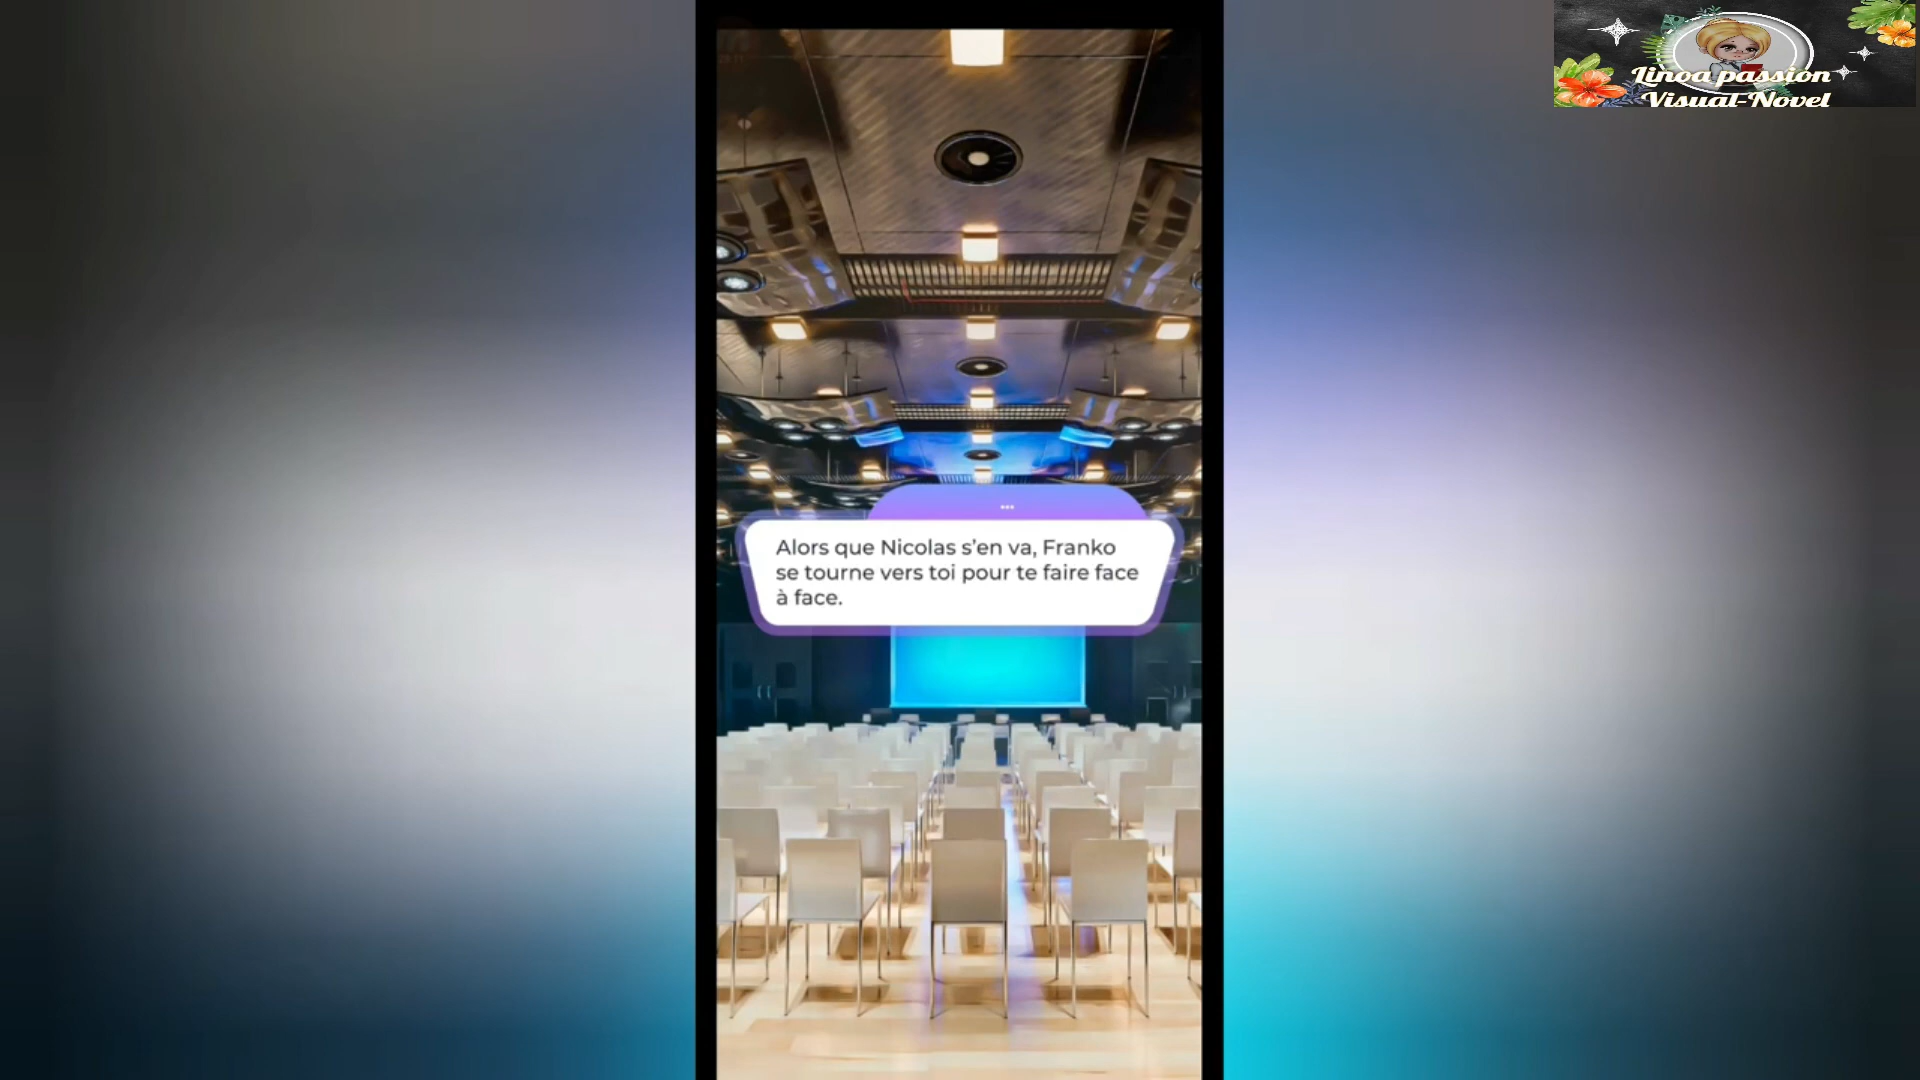 Linoa passion
Visual-Novel
...
Alors que Nicolas s’en va, Franko
se tourne vers toi pour te faire face
à face.